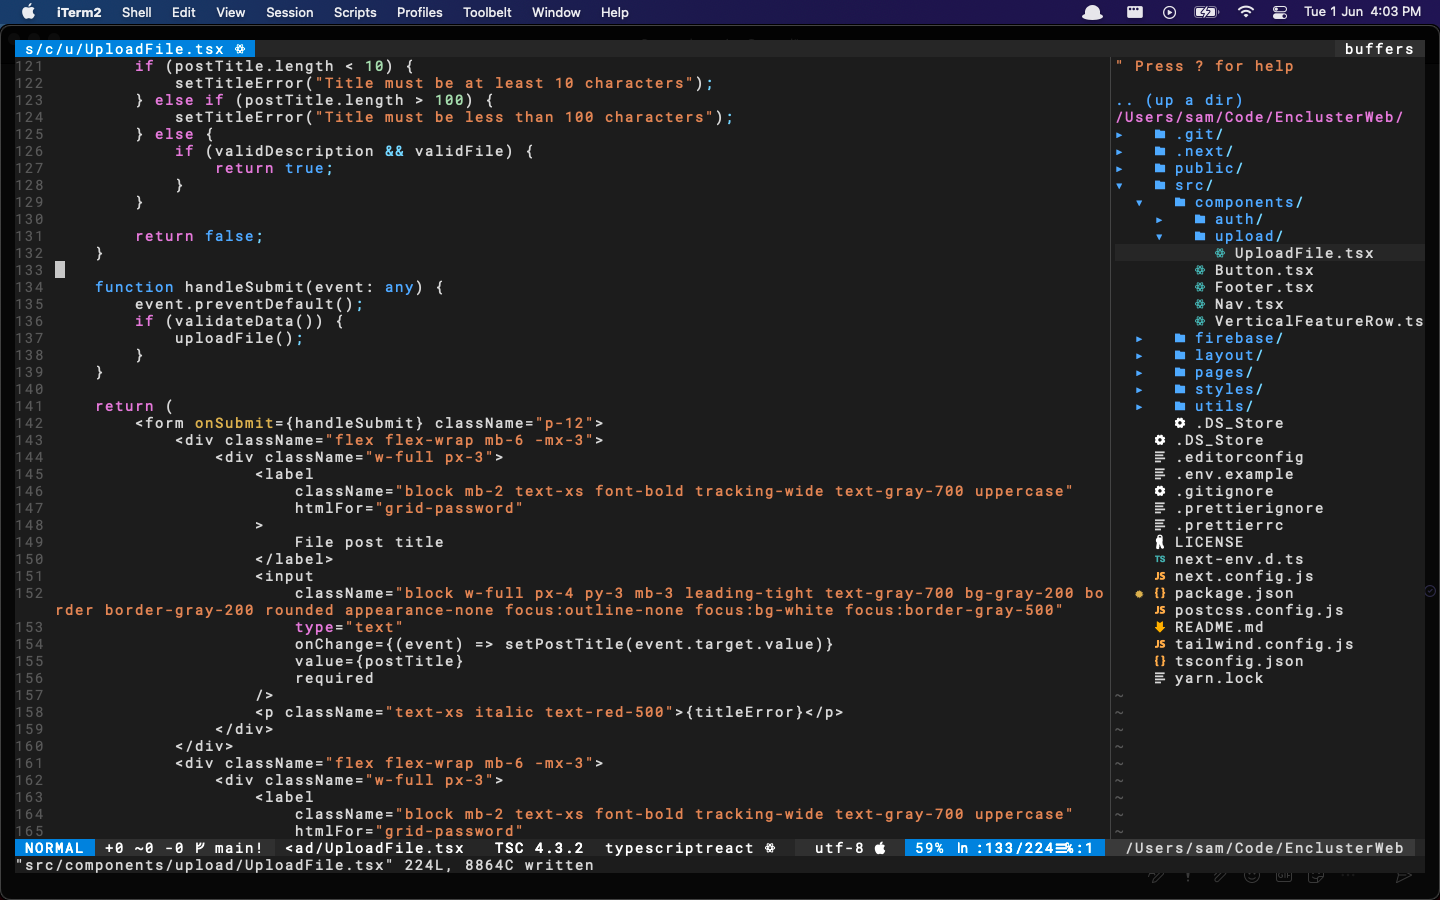 iTerm2 Shell Edit View Session Scripts Profiles Toolbelt Window Help Tue 1 Jun 4:03 PM
s/c/u/UploadFile.tsx buffers
121 if (postTitle.length < 10) {
122 setTitleError("Title must be at least 10 characters");
123 } else if (postTitle.length > 100) {
124 setTitleError("Title must be less than 100 characters");
125 } else {
126 if (validDescription && validFile) {
127 return true;
128 }
129 }
130
131 return false;
132 }
133
134 function handleSubmit(event: any) {
135 event.preventDefault();
136 if (validateData()) {
137 uploadFile();
138 }
139 }
140
141 return (
142 <form onSubmit={handleSubmit} className="p-12">
143 <div className="flex flex-wrap mb-6 -mx-3">
144 <div className="w-full px-3">
145 <label
146 className="block mb-2 text-xs font-bold tracking-wide text-gray-700 uppercase"
147 htmlFor="grid-password"
148 >
149 File post title
150 </label>
151 <input
152 className="block w-full px-4 py-3 mb-3 leading-tight text-gray-700 bg-gray-200 bo
rder border-gray-200 rounded appearance-none focus:outline-none focus:bg-white focus:border-gray-500"
153 type="text"
154 onChange={(event) => setPostTitle(event.target.value)}
155 value={postTitle}
156 required
157 />
158 <p className="text-xs italic text-red-500">{titleError}</p>
159 </div>
160 </div>
161 <div className="flex flex-wrap mb-6 -mx-3">
162 <div className="w-full px-3">
163 <label
164 className="block mb-2 text-xs font-bold tracking-wide text-gray-700 uppercase"
165 htmlFor="grid-password"
" Press ? for help
.. (up a dir)
/Users/sam/Code/EnclusterWeb/
▸ .git/
▸ .next/
▸ public/
▾ src/
▾ components/
▸ auth/
▾ upload/
UploadFile.tsx
Button.tsx
Footer.tsx
Nav.tsx
VerticalFeatureRow.ts
▸ firebase/
▸ layout/
▸ pages/
▸ styles/
▸ utils/
.DS_Store
.DS_Store
.editorconfig
.env.example
.gitignore
.prettierignore
.prettierrc
LICENSE
TS next-env.d.ts
JS next.config.js
{} package.json
JS postcss.config.js
README.md
JS tailwind.config.js
{} tsconfig.json
yarn.lock
~
~
~
~
~
~
~
~
~
NORMAL +0 ~0 -0 main! <ad/UploadFile.tsx TSC 4.3.2 typescriptreact utf-8 59% ln :133/224☰%:1 /Users/sam/Code/EnclusterWeb
"src/components/upload/UploadFile.tsx" 224L, 8864C written